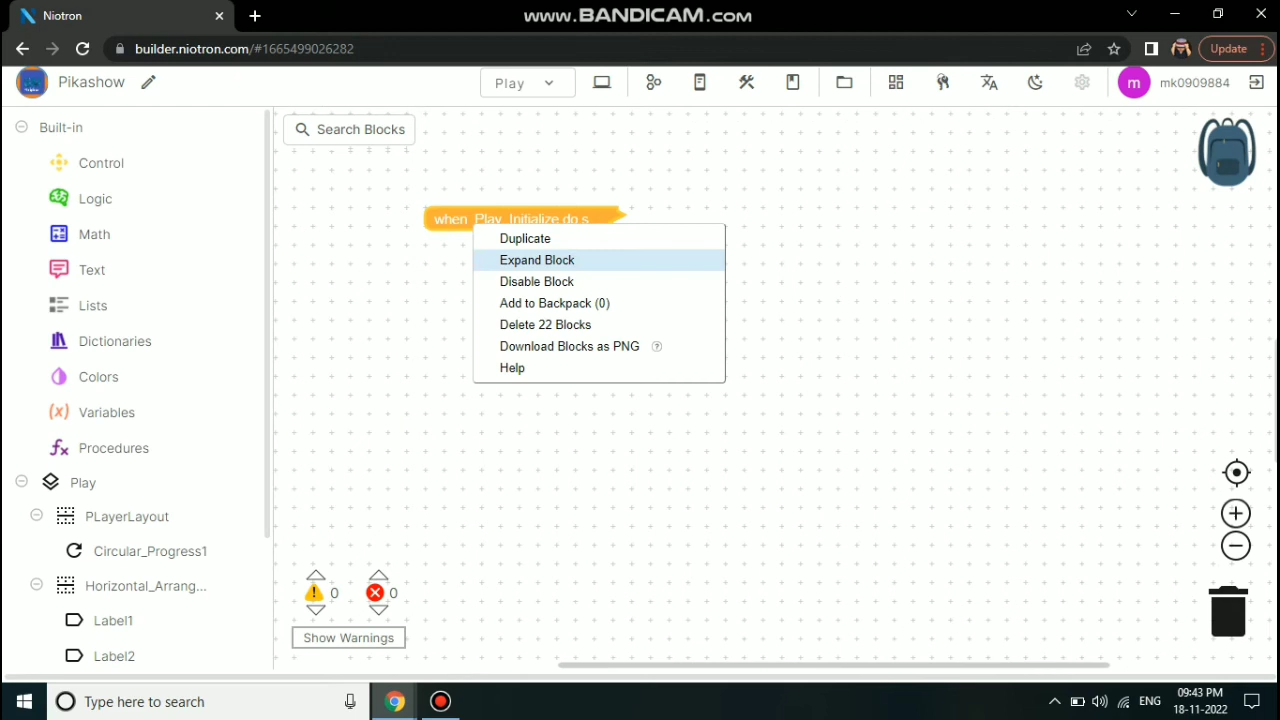 Niotron
www.BANDICAM.com
builder.niotron.com/#1665499026282
Update
Pikashow
Play
m
mk0909884
Built-in
Search Blocks
Control
Logic
Math
Text
Lists
Dictionaries
Colors
Variables
Procedures
Play
PLayerLayout
Circular_Progress1
Horizontal_Arrang...
Label1
Label2
when Play Initialize do s
Duplicate
Expand Block
Disable Block
Add to Backpack (0)
Delete 22 Blocks
Download Blocks as PNG ?
Help
0 0
Show Warnings
Type here to search
ENG
09:43 PM
18-11-2022